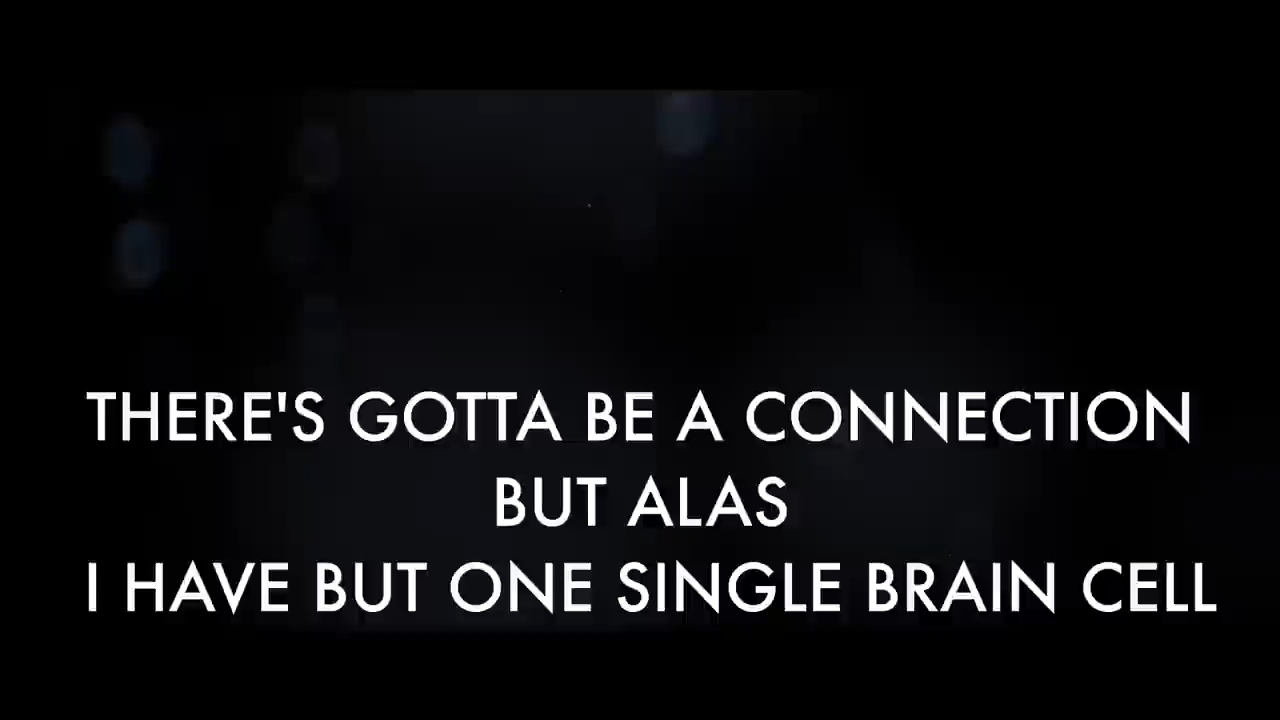 THERE'S GOTTA BE A CONNECTION
BUT ALAS
I HAVE BUT ONE SINGLE BRAIN CELL